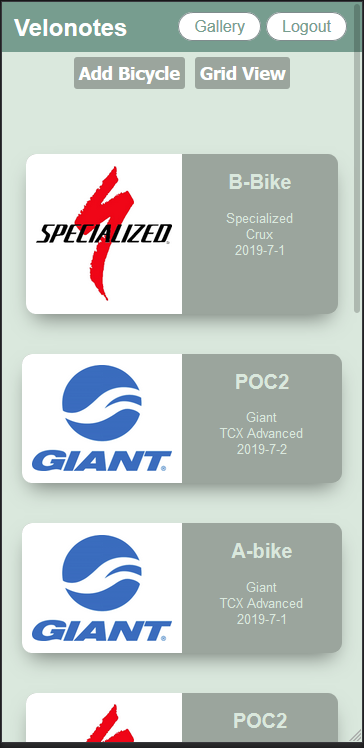 Velonotes
Gallery
Logout
Add Bicycle
Grid View
SPECIALIZED
B-Bike
Specialized
Crux
2019-7-1
GIANT
POC2
Giant
TCX Advanced
2019-7-2
GIANT
A-bike
Giant
TCX Advanced
2019-7-1
SPECIALIZED
POC2